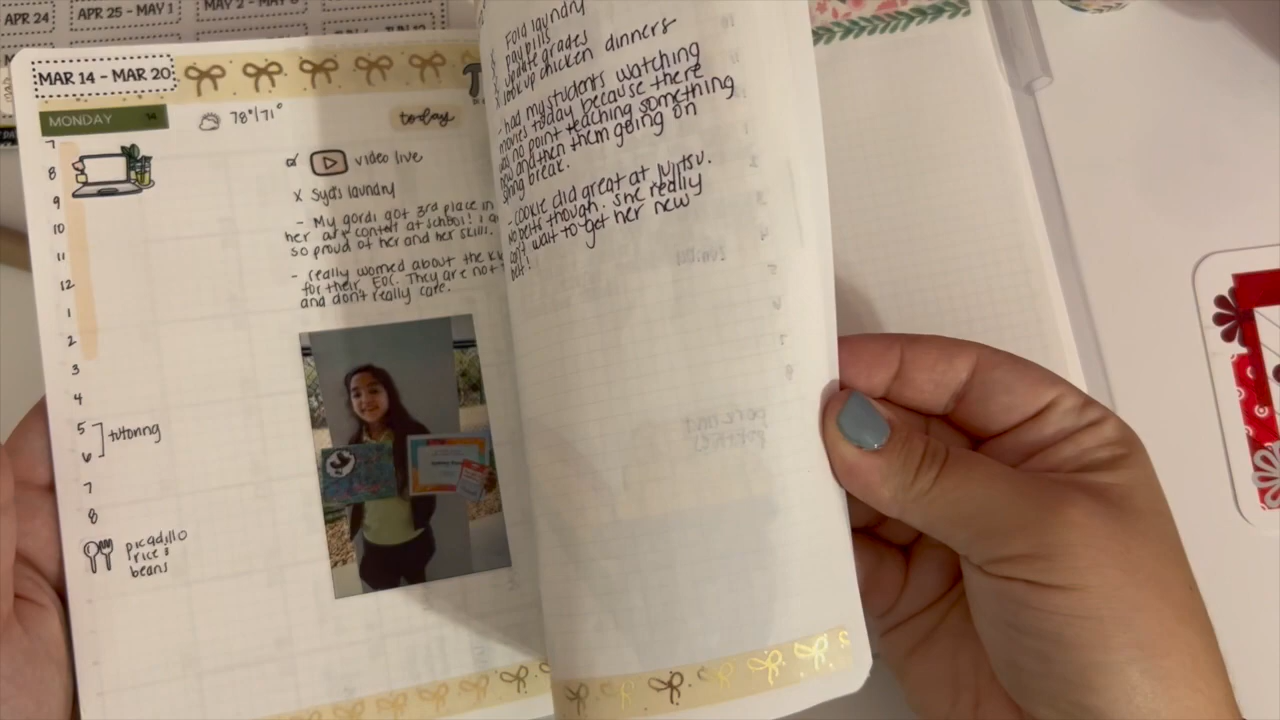 APR 24
APR 25 - MAY 1
MAY 2 - MAY 8
MAR 14 - MAR 20
MONDAY 14
78°/71°
today
7
8
9
10
11
12
1
2
3
4
5
6
7
8
tutoring
picadillo
rice &
beans
video live
x Syd's laundry
- My gordi got 3rd place in
her art contest at school! I
so proud of her and her skills.
- really worried about the
for their EOC. They are not
and don't really care.
x Fold laundry
x pay bills
x update grades
x look up chicken dinners
- had my students watching
movies today because there
was no point teaching something
new and then them going on
spring break.
- cookie did great at jujitsu.
No belts though. She really
can't wait to get her new
belt!